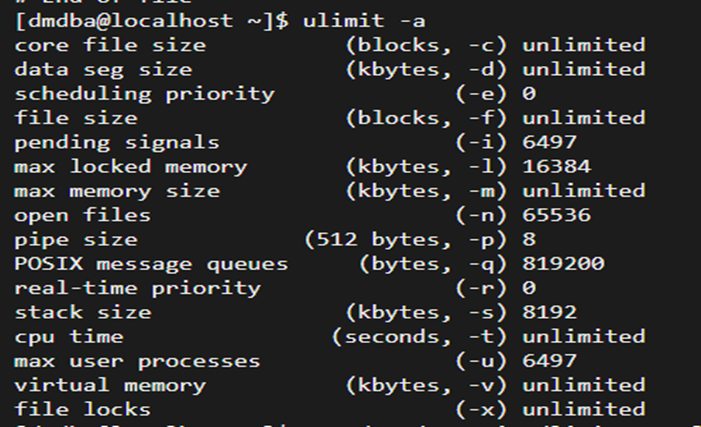 # End of file
[dmdba@localhost ~]$ ulimit -a
core file size          (blocks, -c) unlimited
data seg size           (kbytes, -d) unlimited
scheduling priority             (-e) 0
file size               (blocks, -f) unlimited
pending signals                 (-i) 6497
max locked memory       (kbytes, -l) 16384
max memory size         (kbytes, -m) unlimited
open files                      (-n) 65536
pipe size            (512 bytes, -p) 8
POSIX message queues     (bytes, -q) 819200
real-time priority              (-r) 0
stack size              (kbytes, -s) 8192
cpu time               (seconds, -t) unlimited
max user processes              (-u) 6497
virtual memory          (kbytes, -v) unlimited
file locks                      (-x) unlimited